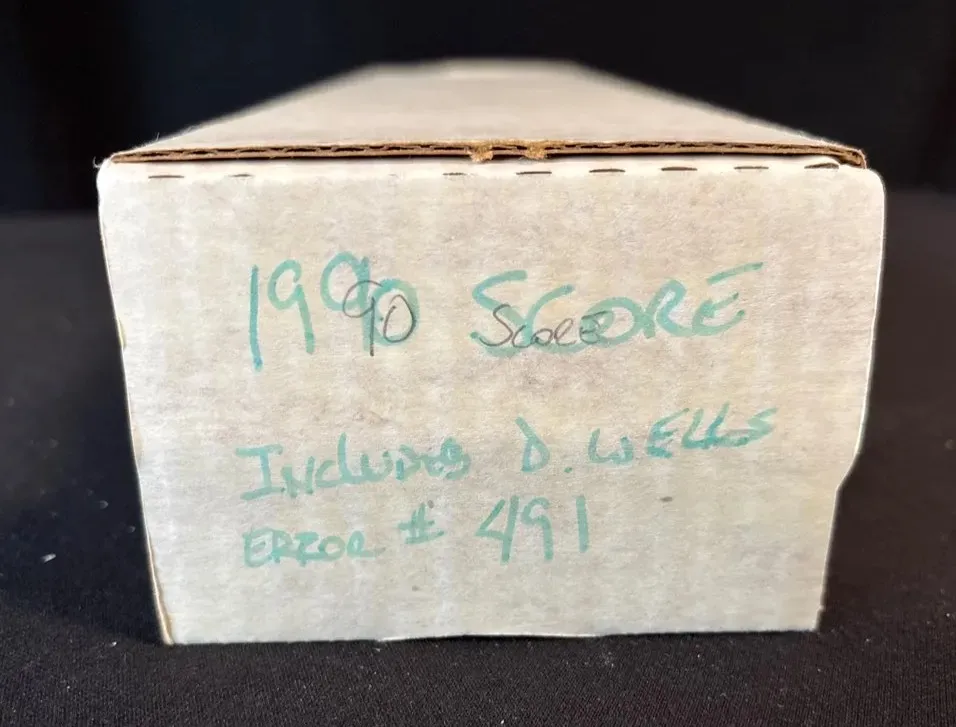 1990 SCORE
90 SCORE
INCLUDES D. WELLS
ERROR # 491